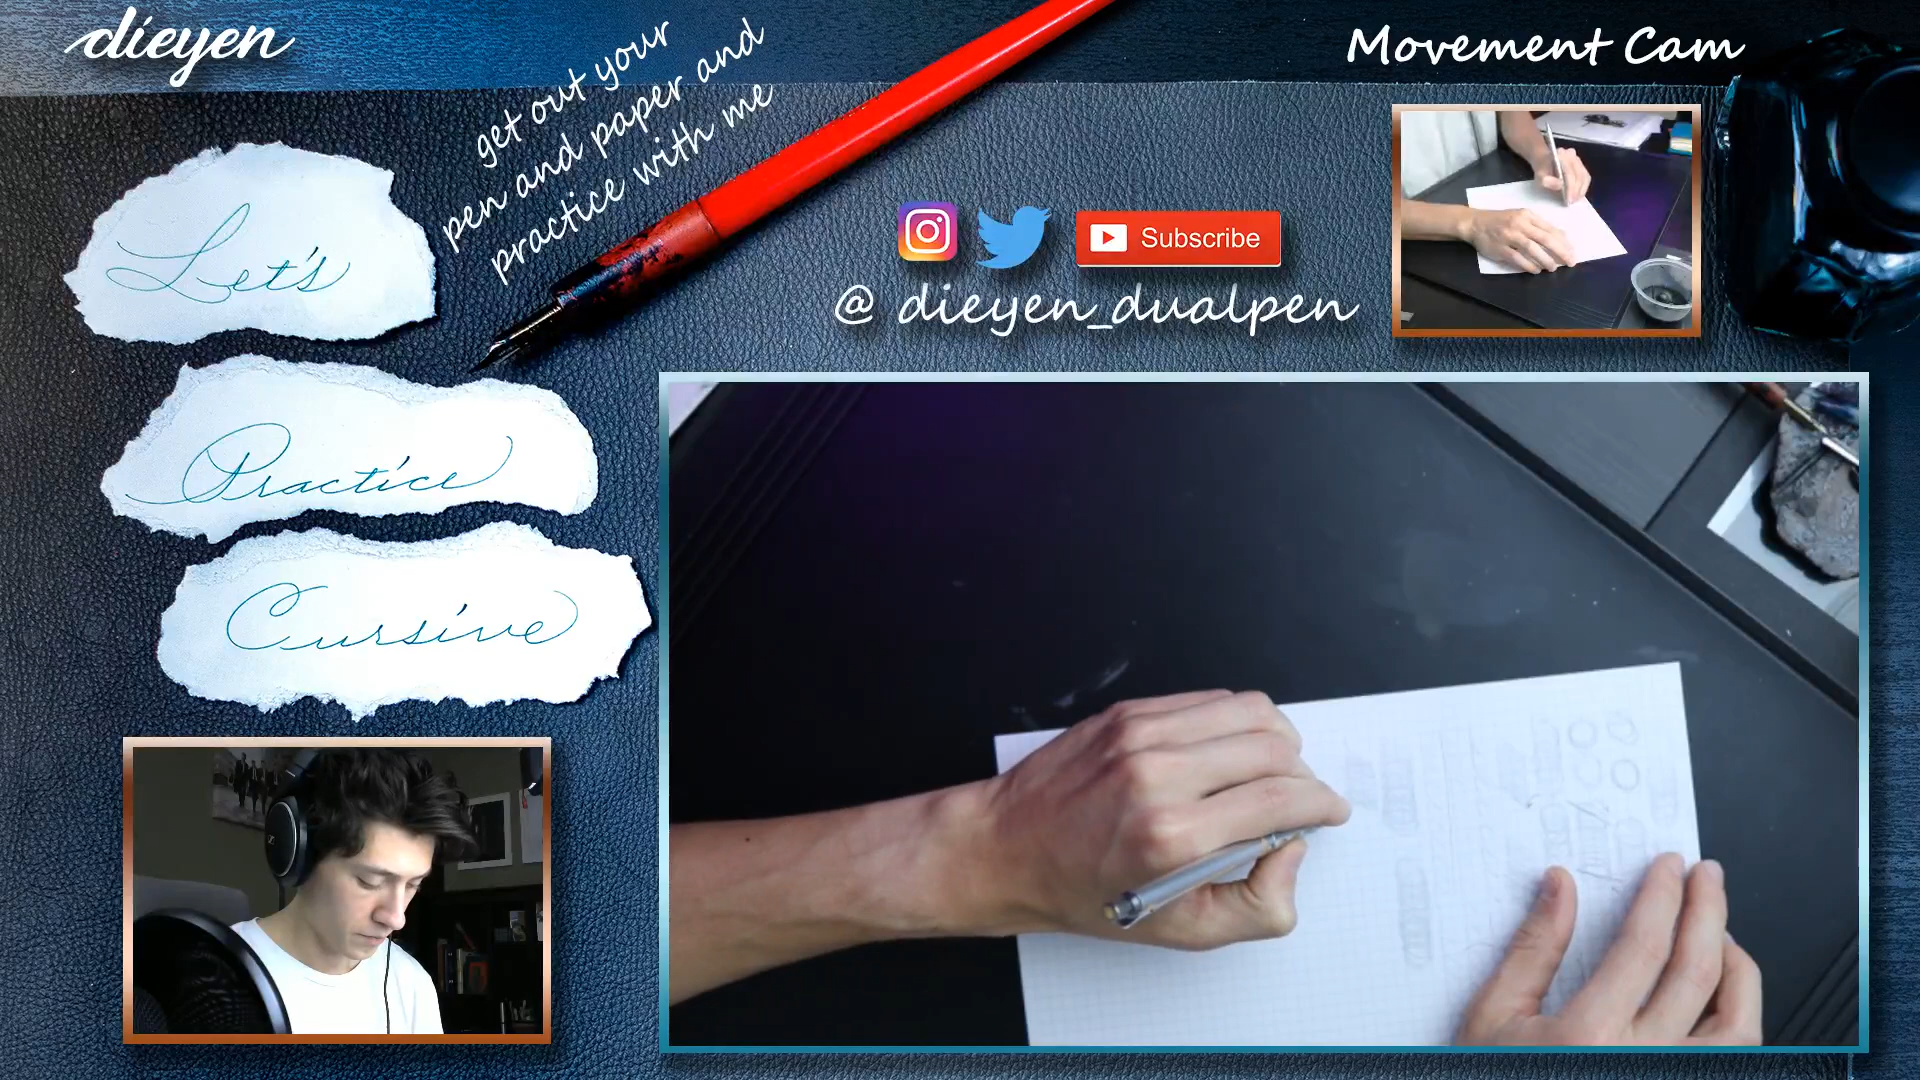 dieyen
get out your
pen and paper and
practice with me
Movement Cam
Let's
Practice
Cursive
Subscribe
@ dieyen_dualpen